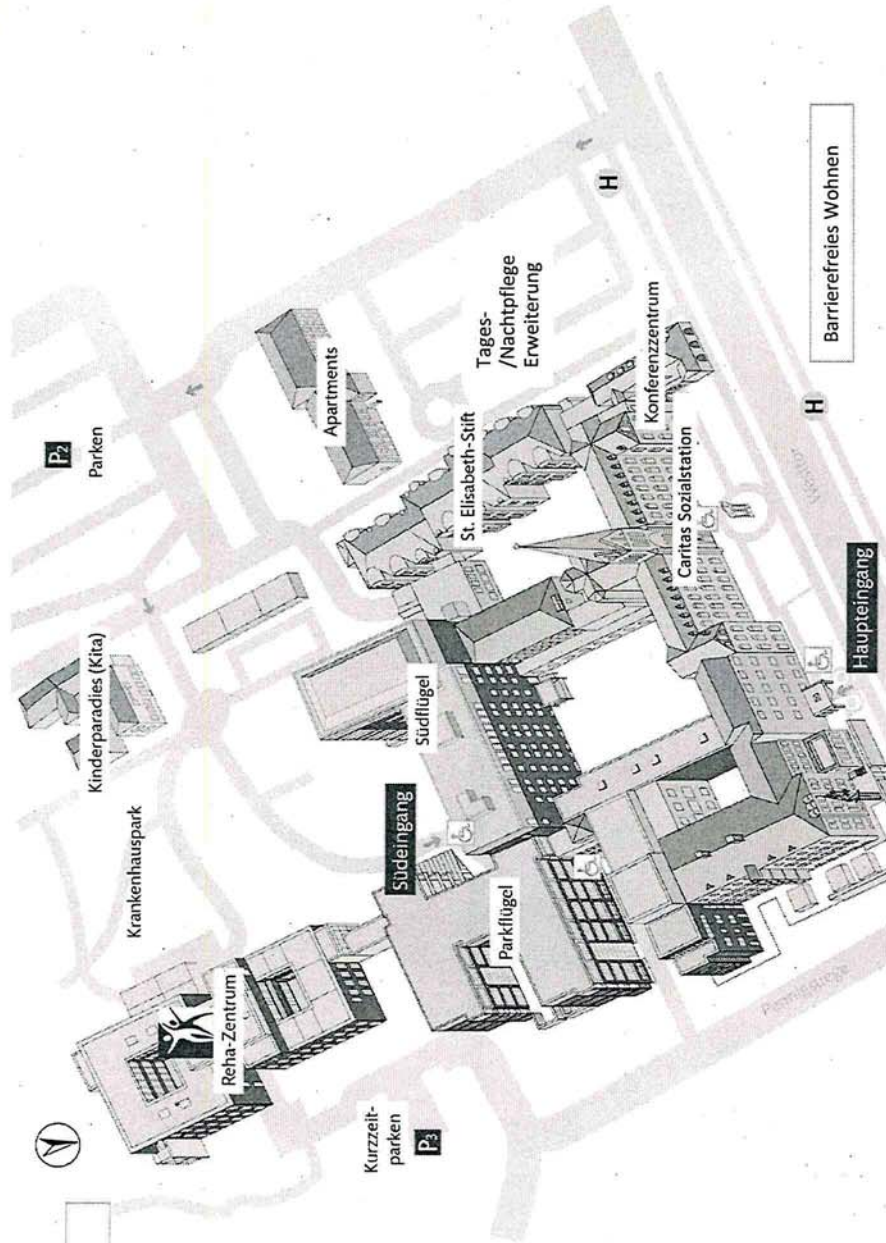 P2
Parken
Kinderparadies (Kita)
Krankenhauspark
Apartments
Reha-Zentrum
Südeingang
Südflügel
St. Elisabeth-Stift
Tages-
/Nachtpflege
Erweiterung
Kurzzeit-
parken
P3
Parkflügel
Konferenzzentrum
Caritas Sozialstation
H
H
Haupteingang
Barrierefreies Wohnen